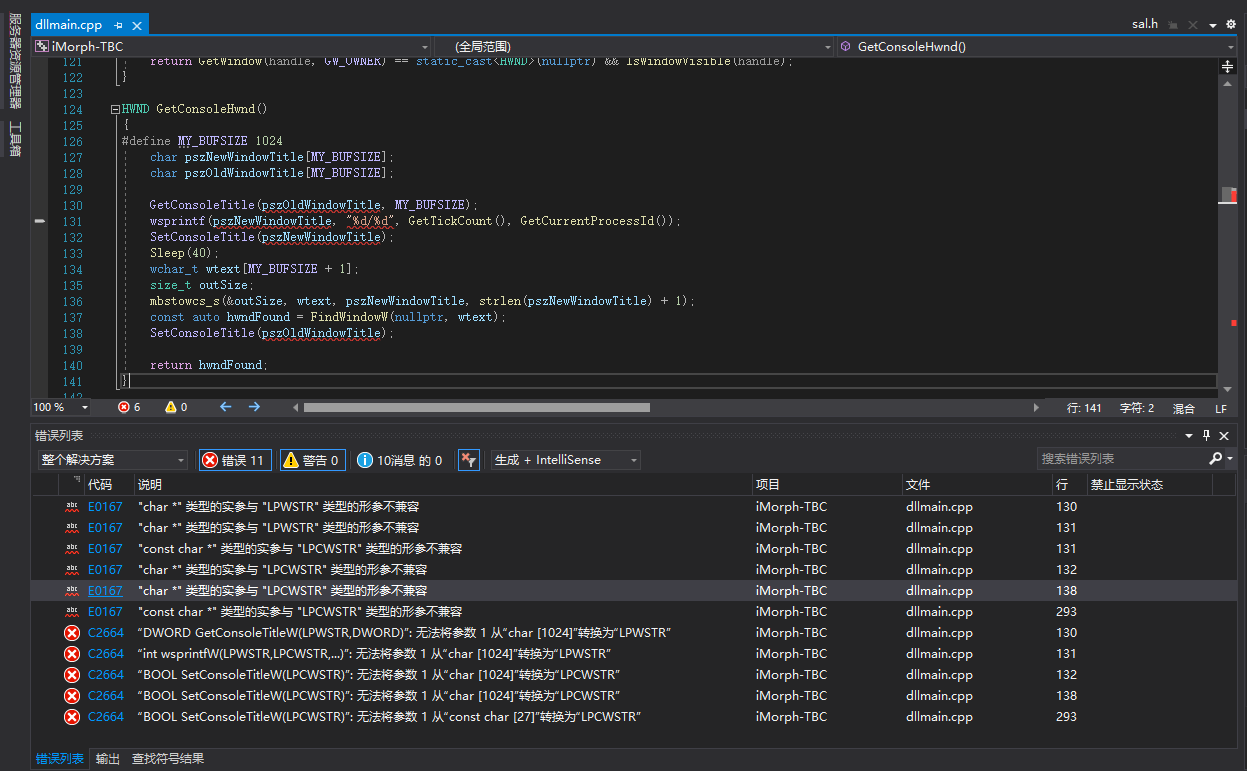 服务器资源管理器
工具箱
dllmain.cpp
sal.h
iMorph-TBC
(全局范围)
GetConsoleHwnd()
121 return GetWindow(handle, GW_OWNER) == static_cast<HWND>(nullptr) && IsWindowVisible(handle);
122 }
123
124 HWND GetConsoleHwnd()
125 {
126 #define MY_BUFSIZE 1024
127 char pszNewWindowTitle[MY_BUFSIZE];
128 char pszOldWindowTitle[MY_BUFSIZE];
129
130 GetConsoleTitle(pszOldWindowTitle, MY_BUFSIZE);
131 wsprintf(pszNewWindowTitle, "%d/%d", GetTickCount(), GetCurrentProcessId());
132 SetConsoleTitle(pszNewWindowTitle);
133 Sleep(40);
134 wchar_t wtext[MY_BUFSIZE + 1];
135 size_t outSize;
136 mbstowcs_s(&outSize, wtext, pszNewWindowTitle, strlen(pszNewWindowTitle) + 1);
137 const auto hwndFound = FindWindowW(nullptr, wtext);
138 SetConsoleTitle(pszOldWindowTitle);
139
140 return hwndFound;
141 }
142
100 % 6 0 行: 141 字符: 2 混合 LF
错误列表
整个解决方案 错误 11 警告 0 10消息 的 0 生成 + IntelliSense 搜索错误列表
代码 说明 项目 文件 行 禁止显示状态
abc E0167 "char *" 类型的实参与 "LPWSTR" 类型的形参不兼容 iMorph-TBC dllmain.cpp 130
abc E0167 "char *" 类型的实参与 "LPWSTR" 类型的形参不兼容 iMorph-TBC dllmain.cpp 131
abc E0167 "const char *" 类型的实参与 "LPCWSTR" 类型的形参不兼容 iMorph-TBC dllmain.cpp 131
abc E0167 "char *" 类型的实参与 "LPCWSTR" 类型的形参不兼容 iMorph-TBC dllmain.cpp 132
abc E0167 "char *" 类型的实参与 "LPCWSTR" 类型的形参不兼容 iMorph-TBC dllmain.cpp 138
abc E0167 "const char *" 类型的实参与 "LPCWSTR" 类型的形参不兼容 iMorph-TBC dllmain.cpp 293
C2664 “DWORD GetConsoleTitleW(LPWSTR,DWORD)”: 无法将参数 1 从“char [1024]”转换为“LPWSTR” iMorph-TBC dllmain.cpp 130
C2664 “int wsprintfW(LPWSTR,LPCWSTR,...)”: 无法将参数 1 从“char [1024]”转换为“LPWSTR” iMorph-TBC dllmain.cpp 131
C2664 “BOOL SetConsoleTitleW(LPCWSTR)”: 无法将参数 1 从“char [1024]”转换为“LPCWSTR” iMorph-TBC dllmain.cpp 132
C2664 “BOOL SetConsoleTitleW(LPCWSTR)”: 无法将参数 1 从“char [1024]”转换为“LPCWSTR” iMorph-TBC dllmain.cpp 138
C2664 “BOOL SetConsoleTitleW(LPCWSTR)”: 无法将参数 1 从“const char [27]”转换为“LPCWSTR” iMorph-TBC dllmain.cpp 293
错误列表 输出 查找符号结果